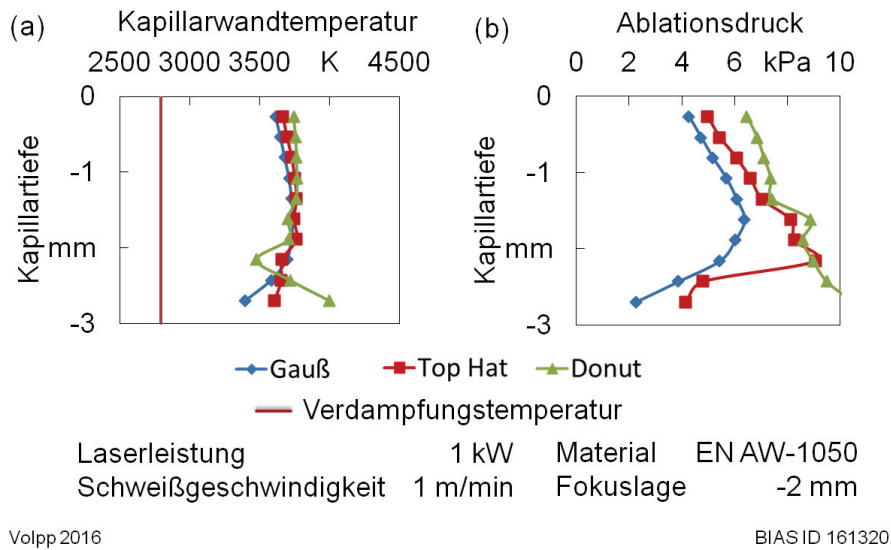 (a) Kapillarwandtemperatur
2500 3000 3500 K 4500
0
-1
mm
-3
Kapillartiefe
(b) Ablationsdruck
0 2 4 6 kPa 10
0
-1
mm
-3
Kapillartiefe
Gauß Top Hat Donut
Verdampfungstemperatur
Laserleistung 1 kW Material EN AW-1050
Schweißgeschwindigkeit 1 m/min Fokuslage -2 mm
Volpp 2016 BIAS ID 161320